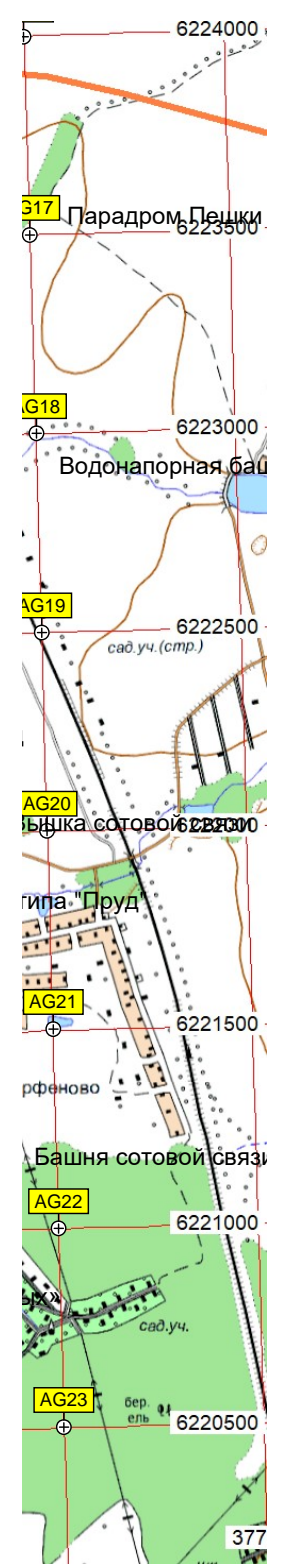 6224000
AG17
Парадром Пешки
6223500
AG18
6223000
Водонапорная баш
AG19
6222500
сад.уч.(стр.)
AG20
вышка сотовой связи
6222000
типа "Пруд"
AG21
6221500
рфеново
Башня сотовой связи
AG22
6221000
ых»
сад.уч.
AG23
бер.
ель
6220500
377